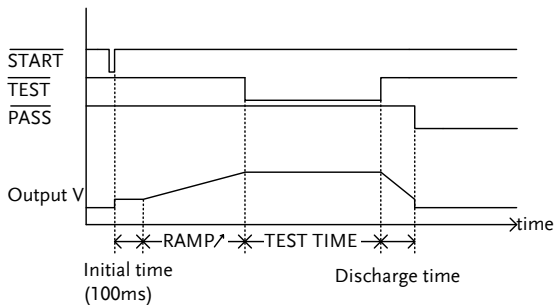 START
TEST
PASS
Output V
time
RAMP↗ TEST TIME
Initial time
(100ms)
Discharge time